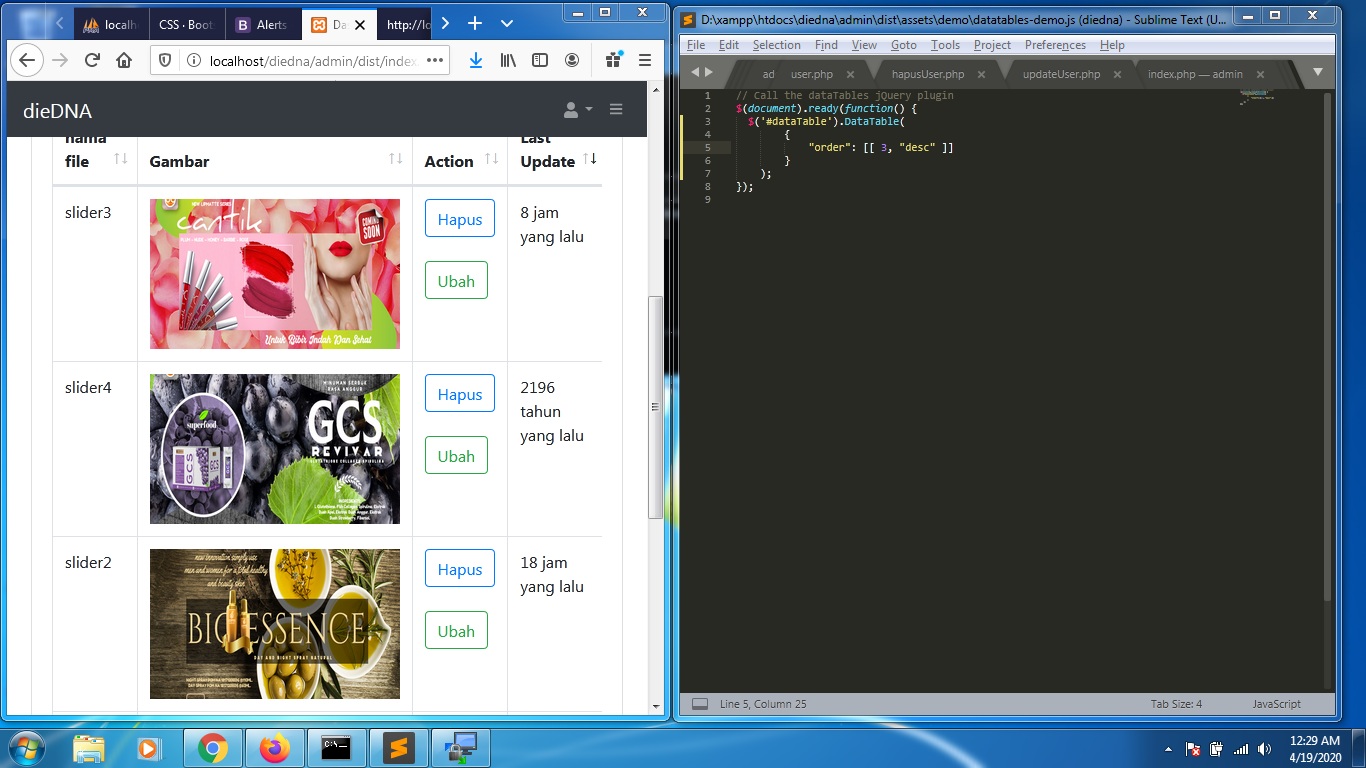 localh
CSS · Boot
Alerts
Da
http://lo
localhost/diedna/admin/dist/index
dieDNA
nama file
Gambar
Action
Last Update
slider3
cantik
COMING SOON
Untuk Bibir Indah Dan Sehat
Hapus
Ubah
8 jam
yang lalu
slider4
MINUMAN SERBUK
RASA ANGGUR
superfood
GCS
REVIVAR
Hapus
Ubah
2196
tahun
yang lalu
slider2
new innovation simply use
men and women for a total healthy
and beauty skin
BIO ESSENCE
DAY AND NIGHT SPRAY NATURAL
Hapus
Ubah
18 jam
yang lalu
D:\xampp\htdocs\diedna\admin\dist\assets\demo\datatables-demo.js (diedna) - Sublime Text (U...
File Edit Selection Find View Goto Tools Project Preferences Help
ad user.php hapusUser.php updateUser.php index.php — admin
1 // Call the dataTables jQuery plugin
2 $(document).ready(function() {
3 $('#dataTable').DataTable(
4 {
5 "order": [[ 3, "desc" ]]
6 }
7 );
8 });
9
Line 5, Column 25
Tab Size: 4
JavaScript
12:29 AM
4/19/2020